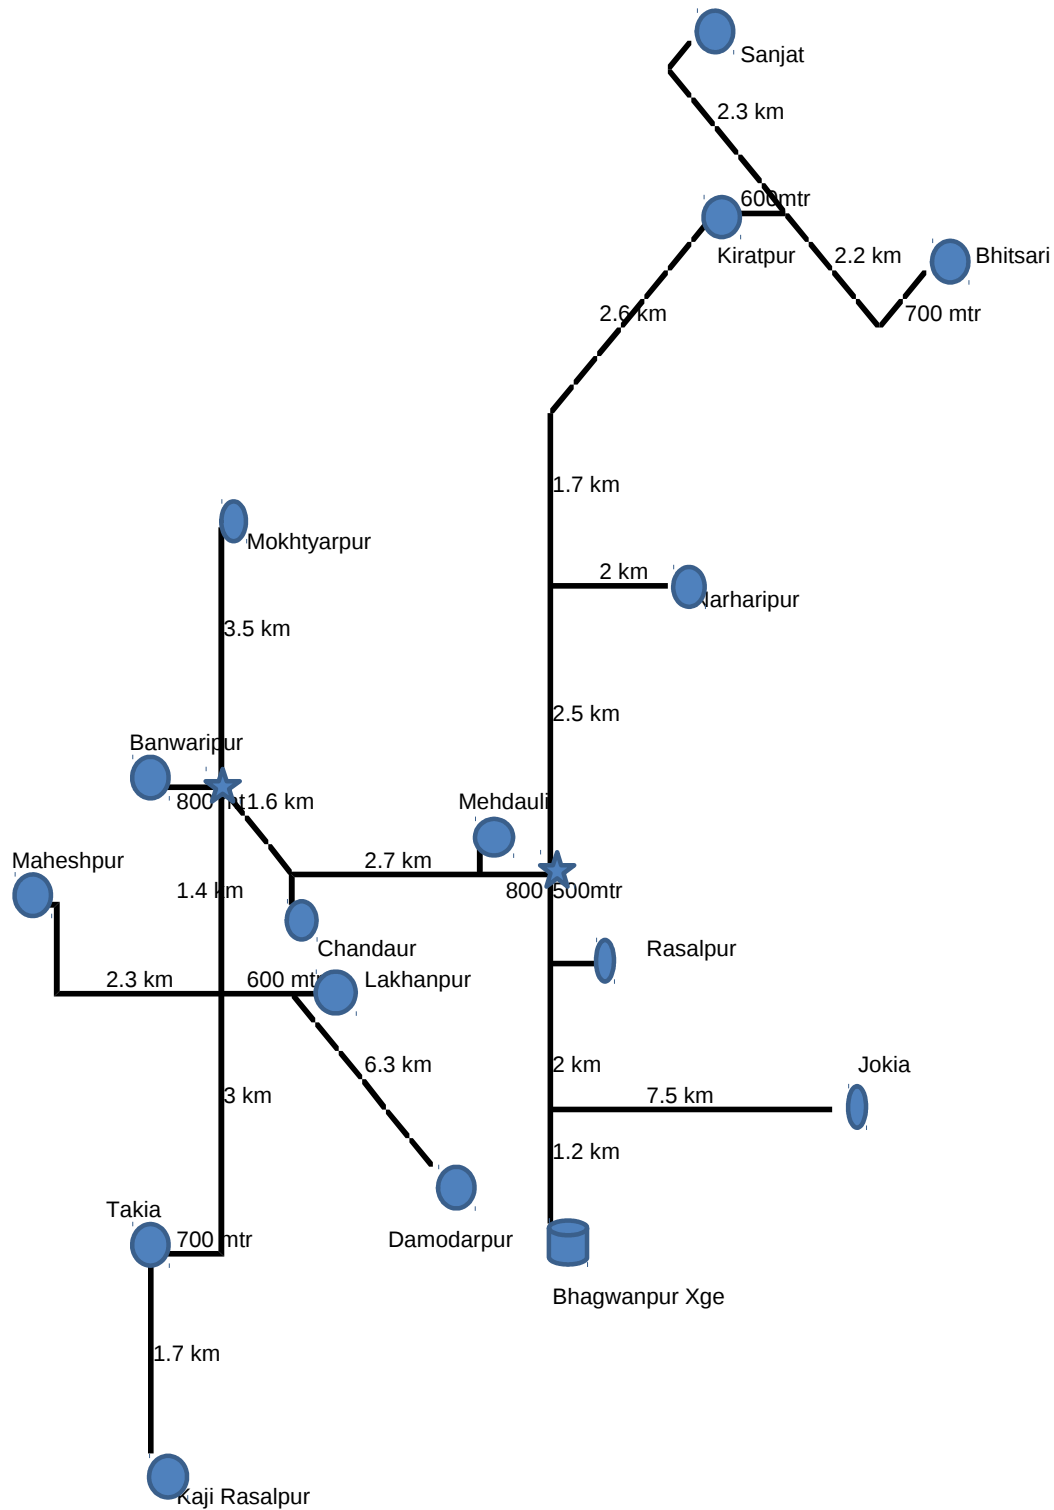 Sanjat
2.3 km
600mtr
Kiratpur
2.2 km
Bhitsari
2.6 km
700 mtr
1.7 km
Mokhtyarpur
2 km
Narharipur
3.5 km
2.5 km
Banwaripur
800 mt
1.6 km
Mehdauli
Maheshpur
2.7 km
1.4 km
800
500mtr
Chandaur
Rasalpur
2.3 km
600 mtr
Lakhanpur
6.3 km
2 km
Jokia
3 km
7.5 km
1.2 km
Takia
700 mtr
Damodarpur
Bhagwanpur Xge
1.7 km
Kaji Rasalpur